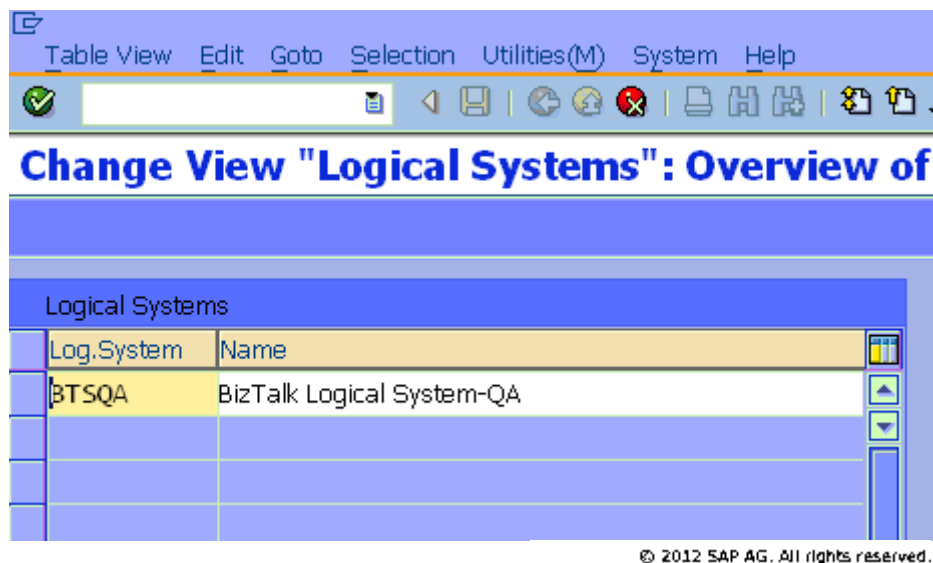 Table View Edit Goto Selection Utilities(M) System Help
Change View "Logical Systems": Overview of
Logical Systems
Log.System Name
BTSQA BizTalk Logical System-QA
© 2012 SAP AG. All rights reserved.